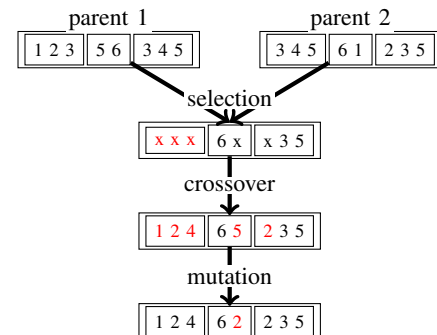 parent 1 parent 2
1 2 3 5 6 3 4 5 3 4 5 6 1 2 3 5
selection
x x x 6 x x 3 5
crossover
1 2 4 6 5 2 3 5
mutation
1 2 4 6 2 2 3 5